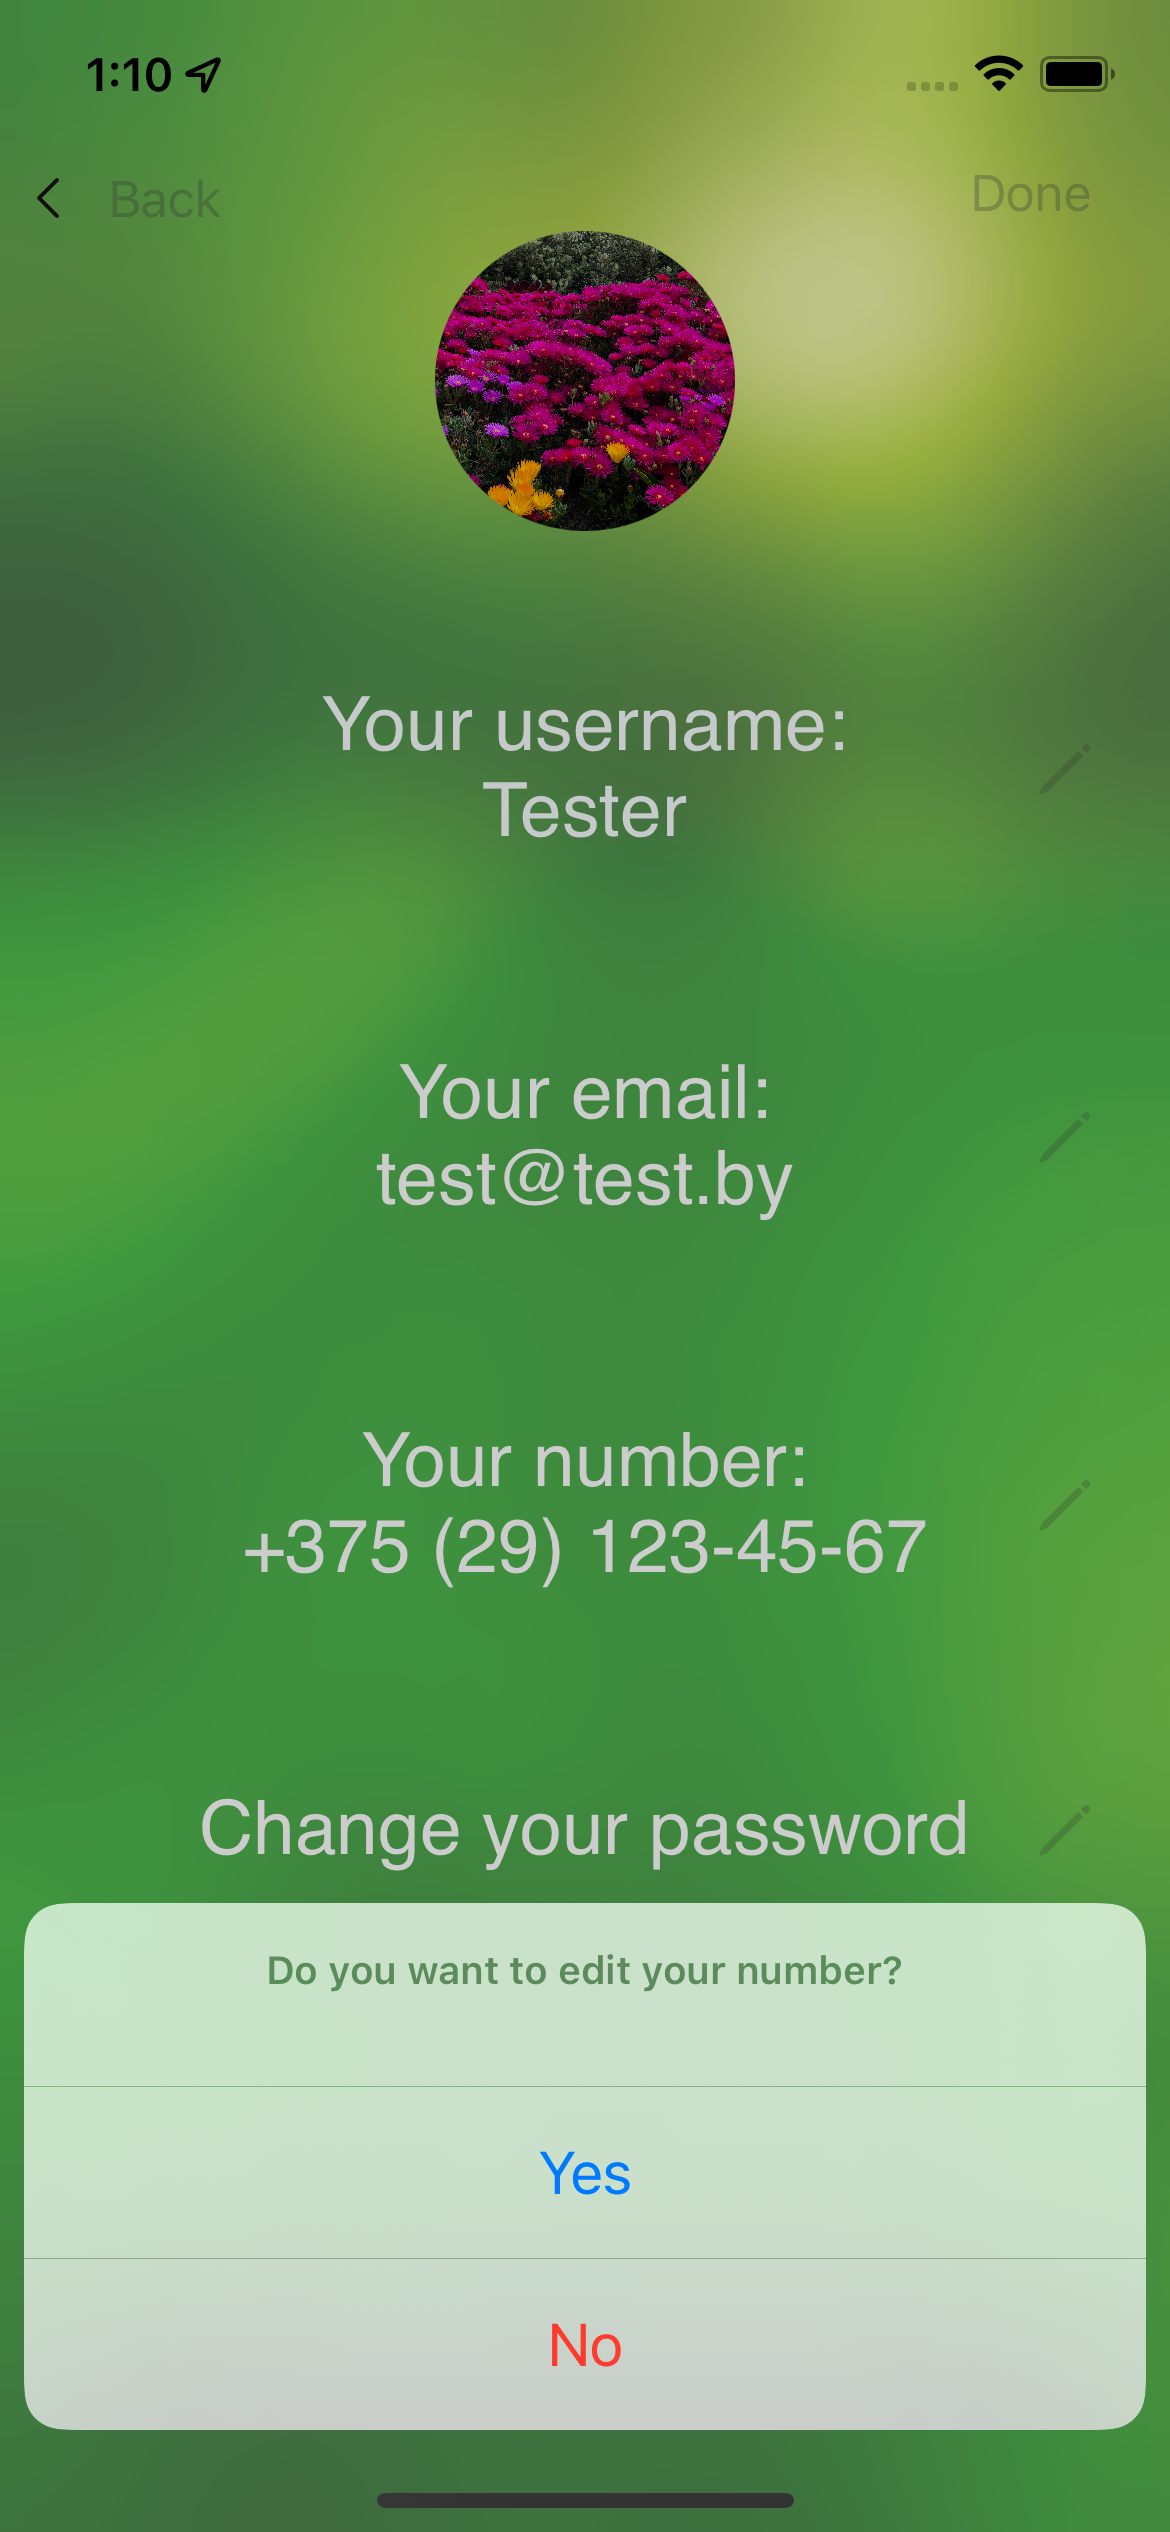 1:10
Back
Done
Your username:
Tester
Your email:
test@test.by
Your number:
+375 (29) 123-45-67
Change your password
Do you want to edit your number?
Yes
No